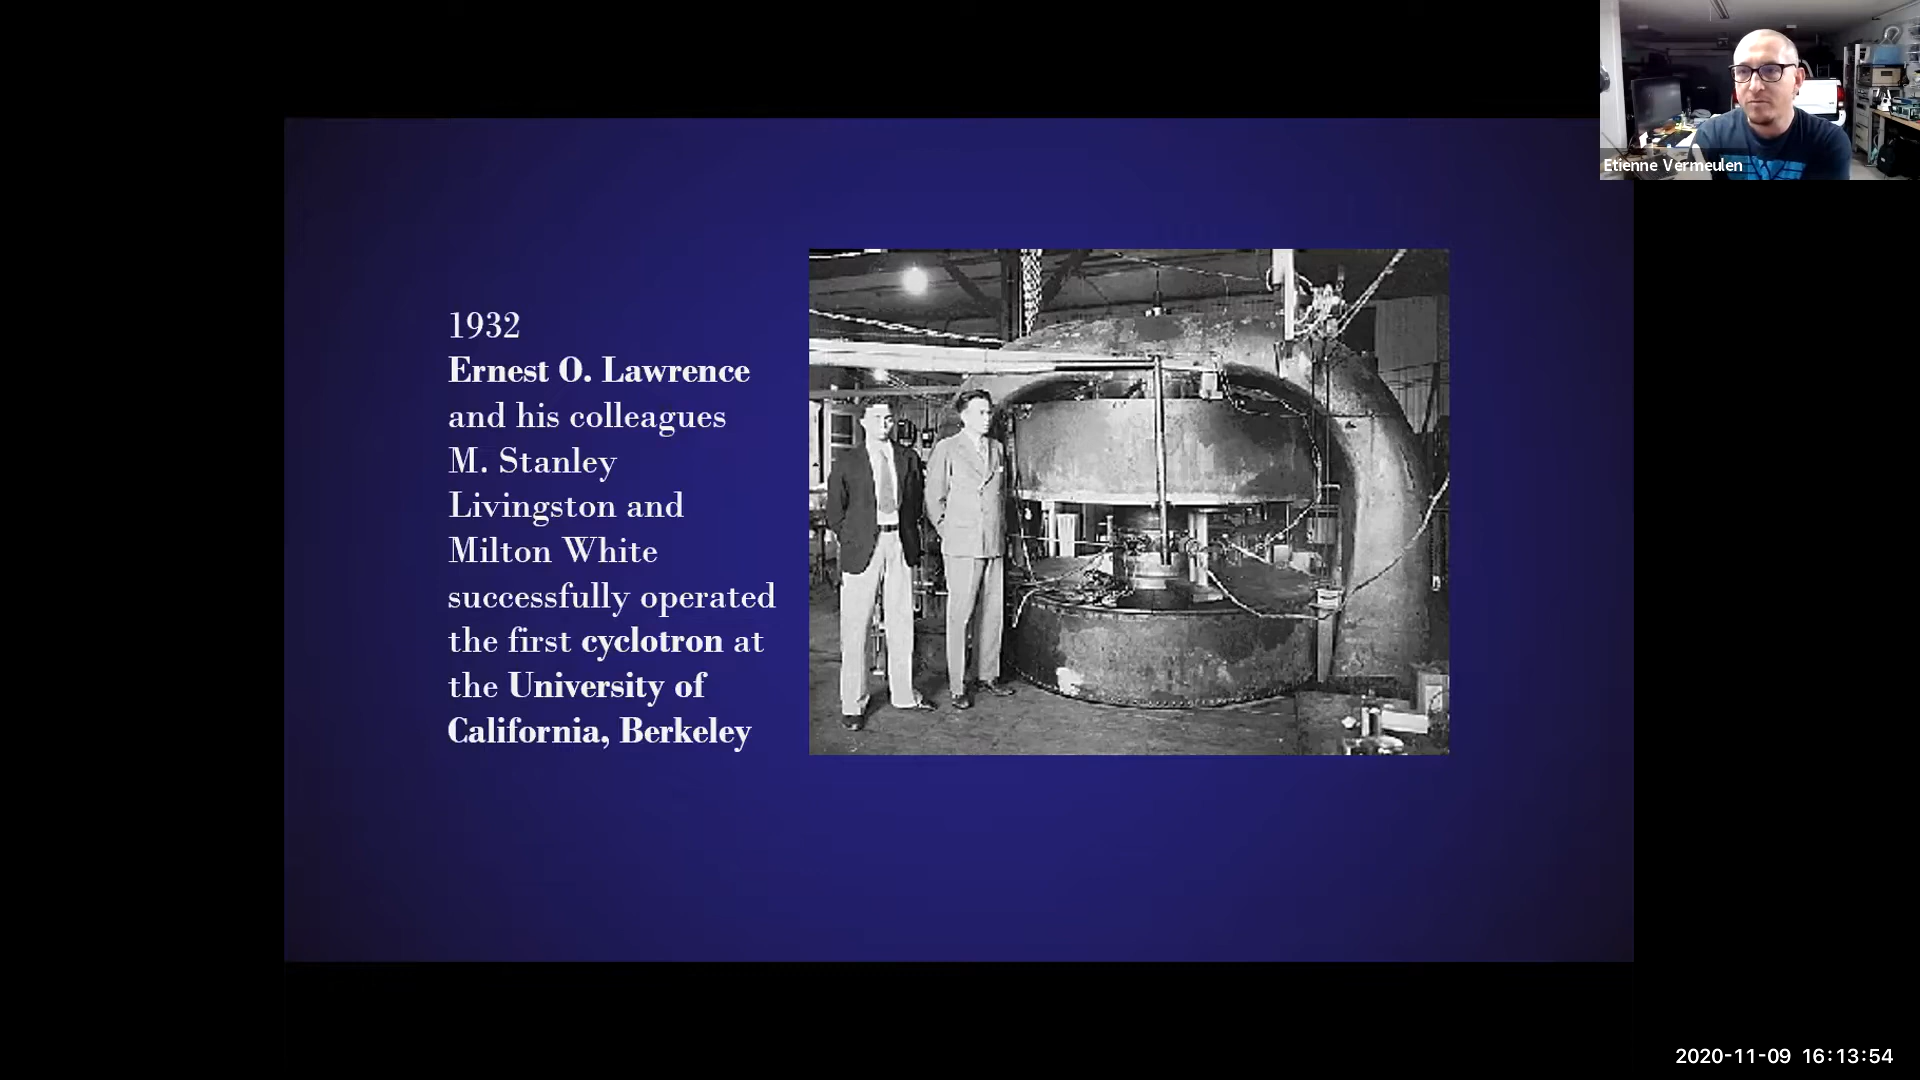 Etienne Vermeulen
1932
Ernest O. Lawrence
and his colleagues
M. Stanley
Livingston and
Milton White
successfully operated
the first cyclotron at
the University of
California, Berkeley
2020-11-09 16:13:54